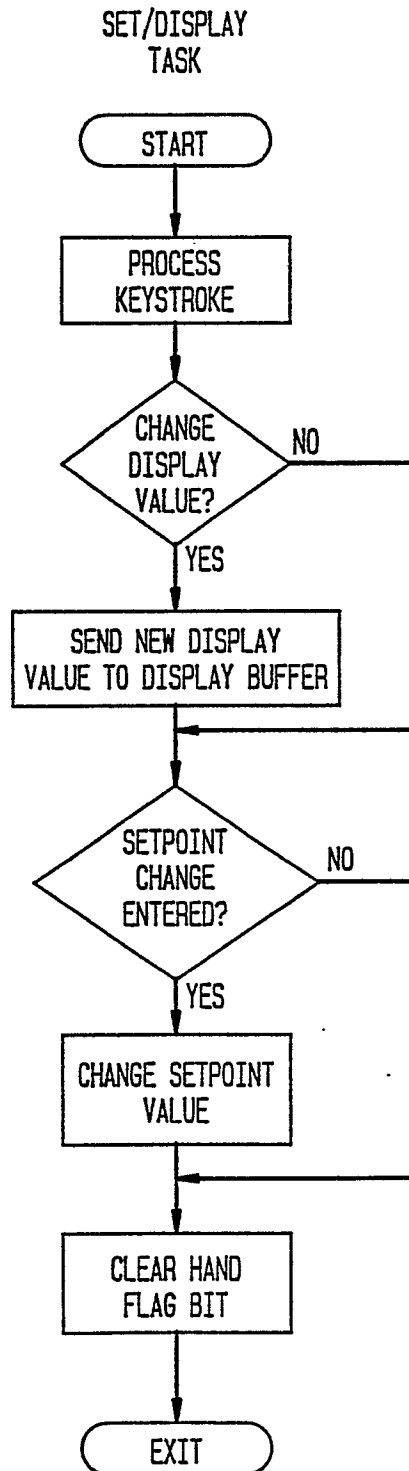 SET/DISPLAY
TASK
START
PROCESS
KEYSTROKE
CHANGE
DISPLAY
VALUE?
NO
YES
SEND NEW DISPLAY
VALUE TO DISPLAY BUFFER
SETPOINT
CHANGE
ENTERED?
NO
YES
CHANGE SETPOINT
VALUE
CLEAR HAND
FLAG BIT
EXIT